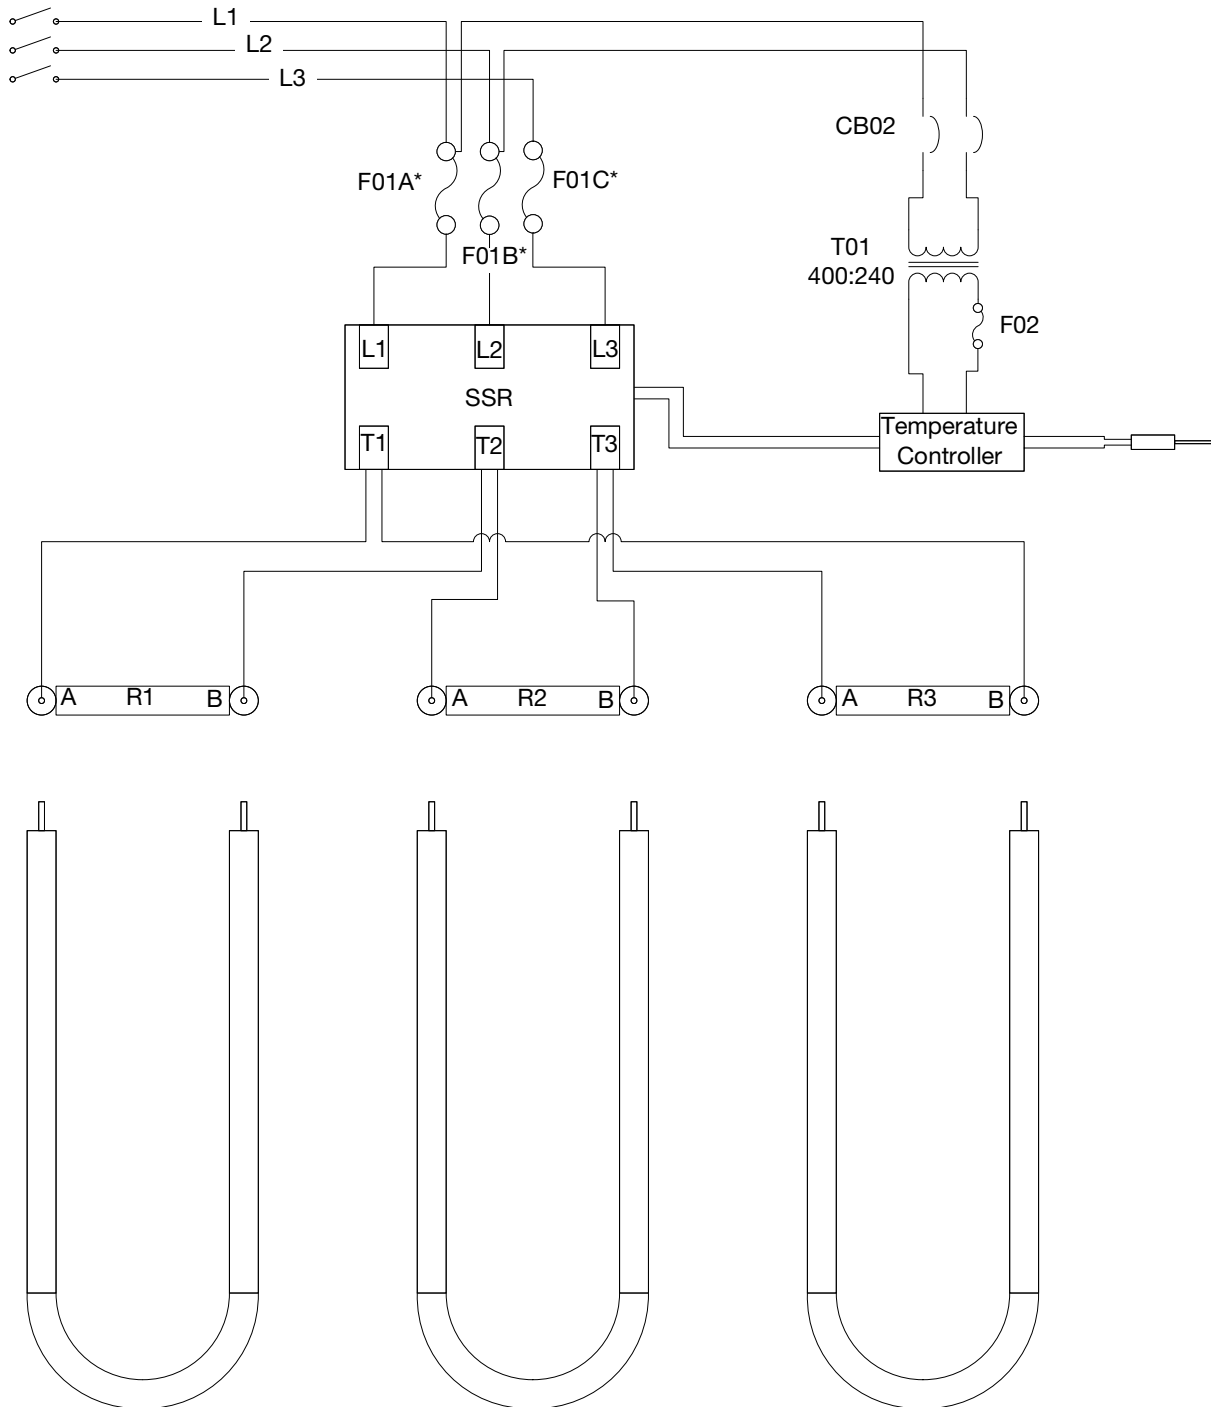 L1
L2
L3
CB02
F01A*
F01C*
F01B*
T01
400:240
F02
L1
L2
L3
SSR
T1
T2
T3
Temperature
Controller
A
R1
B
A
R2
B
A
R3
B